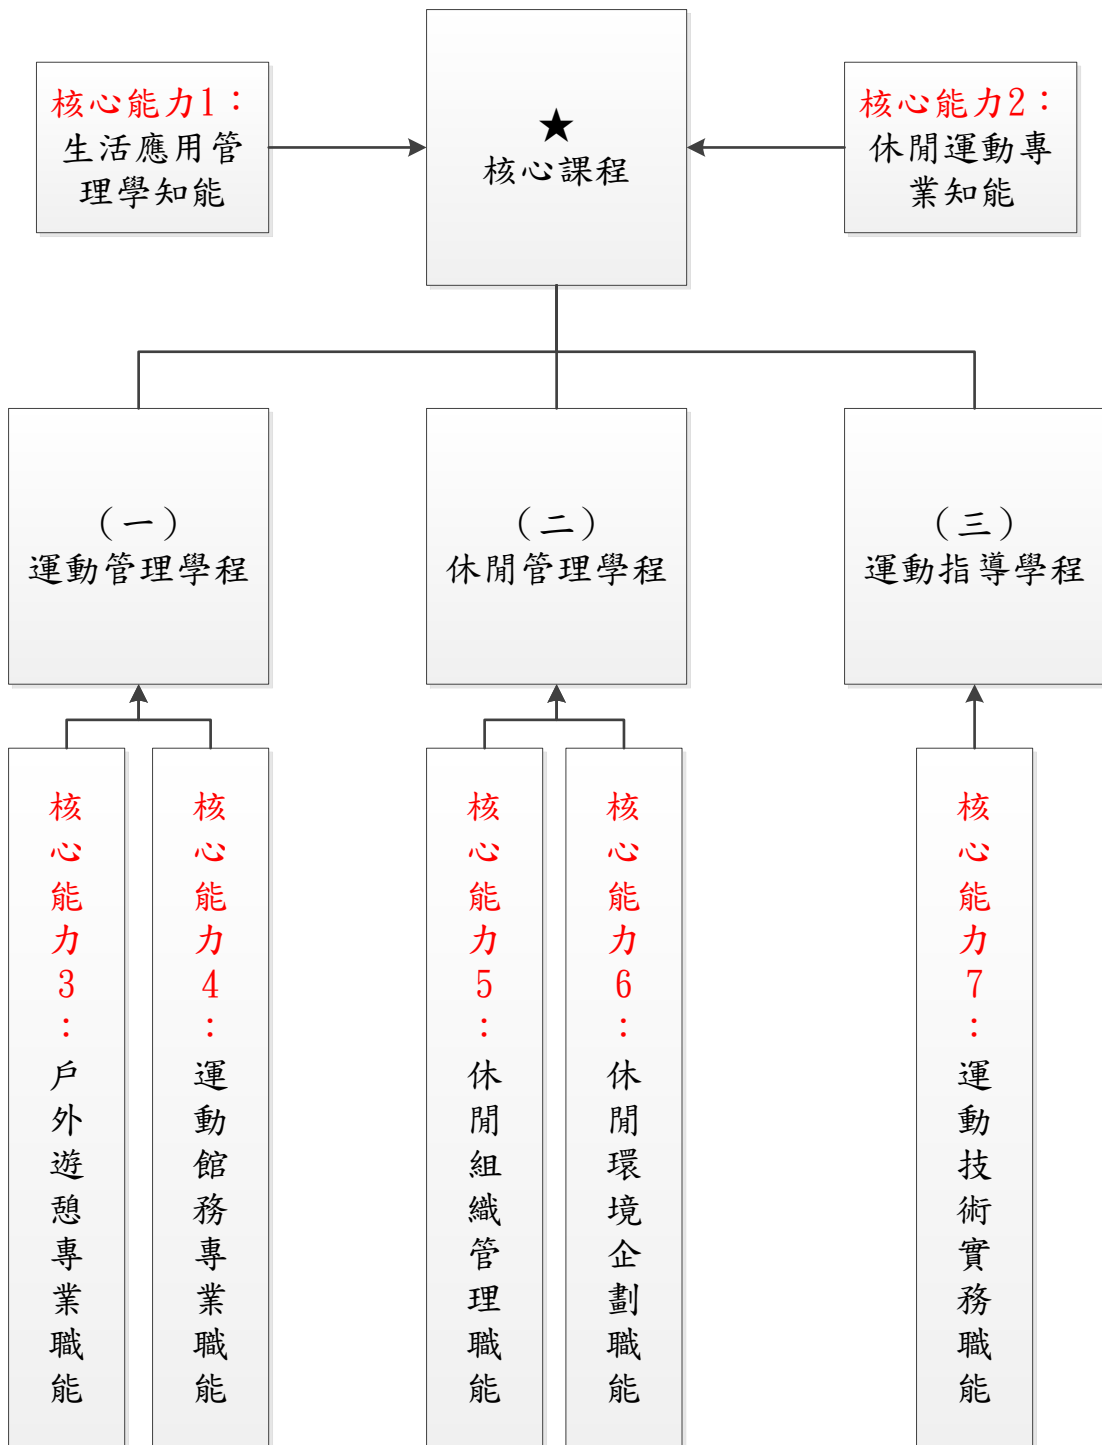 ★
核心課程
核心能力1：
生活應用管
理學知能
核心能力2：
休閒運動專
業知能
（一）
運動管理學程
（二）
休閒管理學程
（三）
運動指導學程
核心能力3：戶外遊憩專業職能
核心能力4：運動館務專業職能
核心能力5：休閒組織管理職能
核心能力6：休閒環境企劃職能
核心能力7：運動技術實務職能